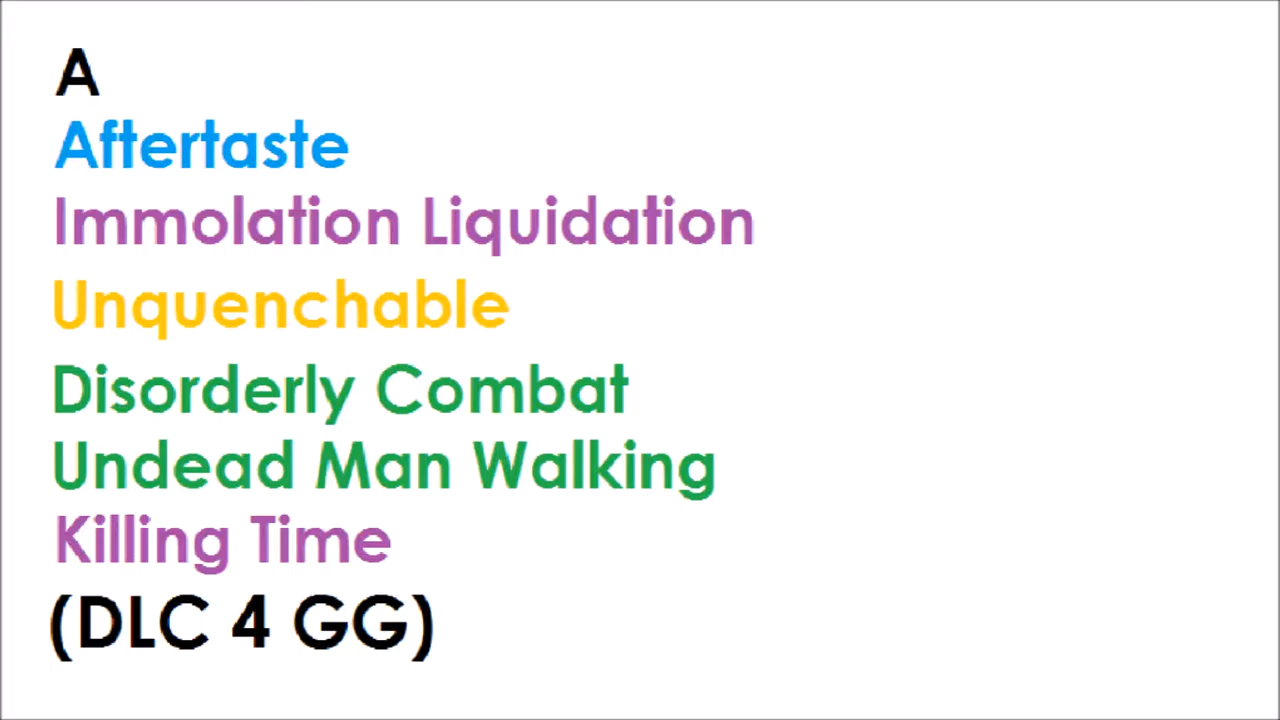 A
Aftertaste
Immolation Liquidation
Unquenchable
Disorderly Combat
Undead Man Walking
Killing Time
(DLC 4 GG)